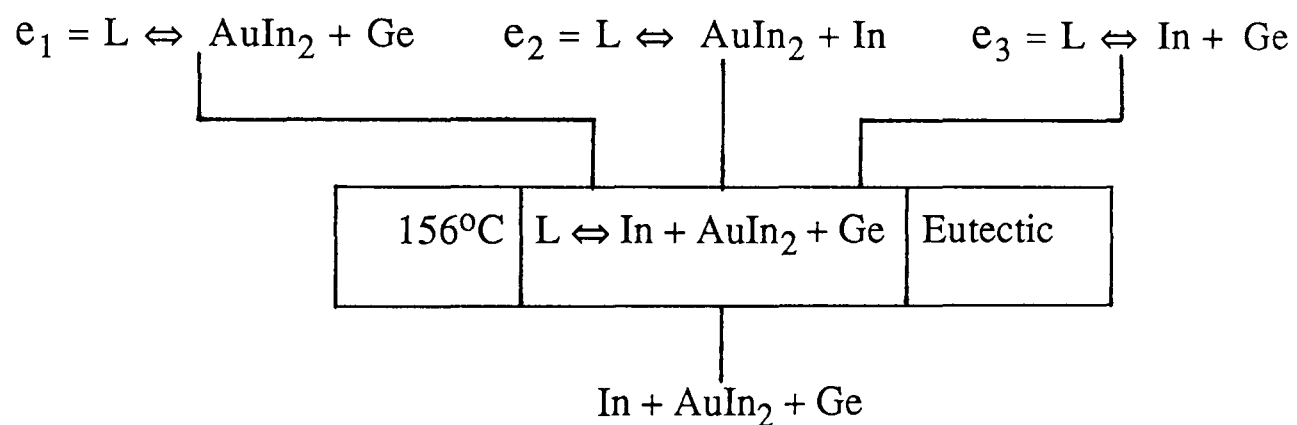 e₁ = L ⇔ AuIn₂ + Ge e₂ = L ⇔ AuIn₂ + In e₃ = L ⇔ In + Ge
156°C L ⇔ In + AuIn₂ + Ge Eutectic
In + AuIn₂ + Ge